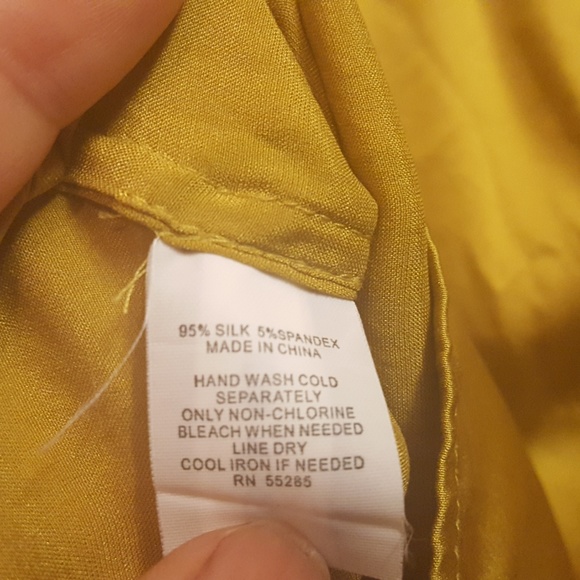 95% SILK 5%SPANDEX
MADE IN CHINA
HAND WASH COLD
SEPARATELY
ONLY NON-CHLORINE
BLEACH WHEN NEEDED
LINE DRY
COOL IRON IF NEEDED
RN 55285